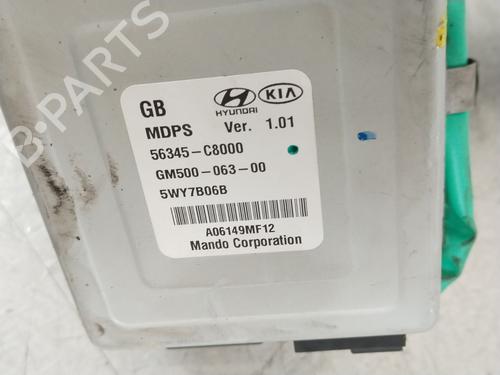 B-PARTS
GB
HYUNDAI
KIA
MDPS Ver. 1.01
56345-C8000
GM500-063-00
5WY7B06B
A06149MF12
Mando Corporation